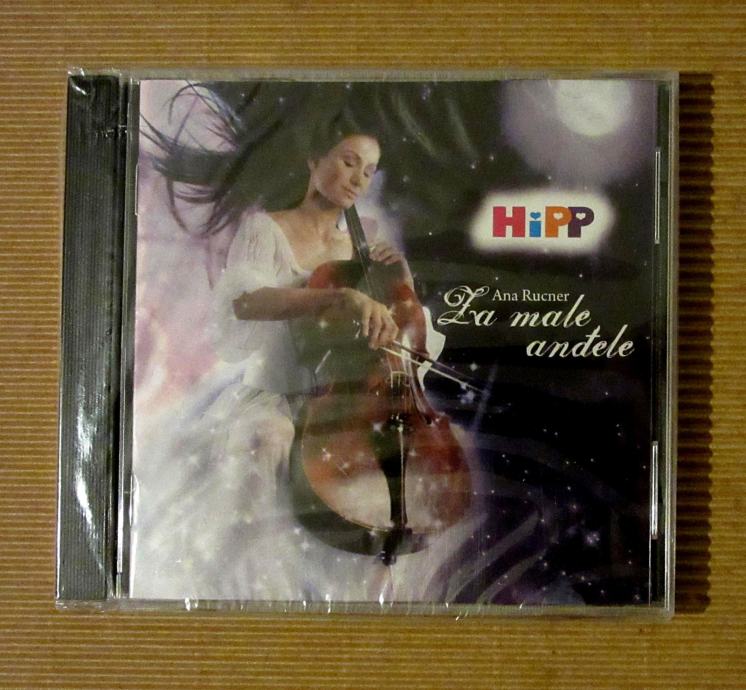 HiPP
Ana Rucner
Za male
anđele